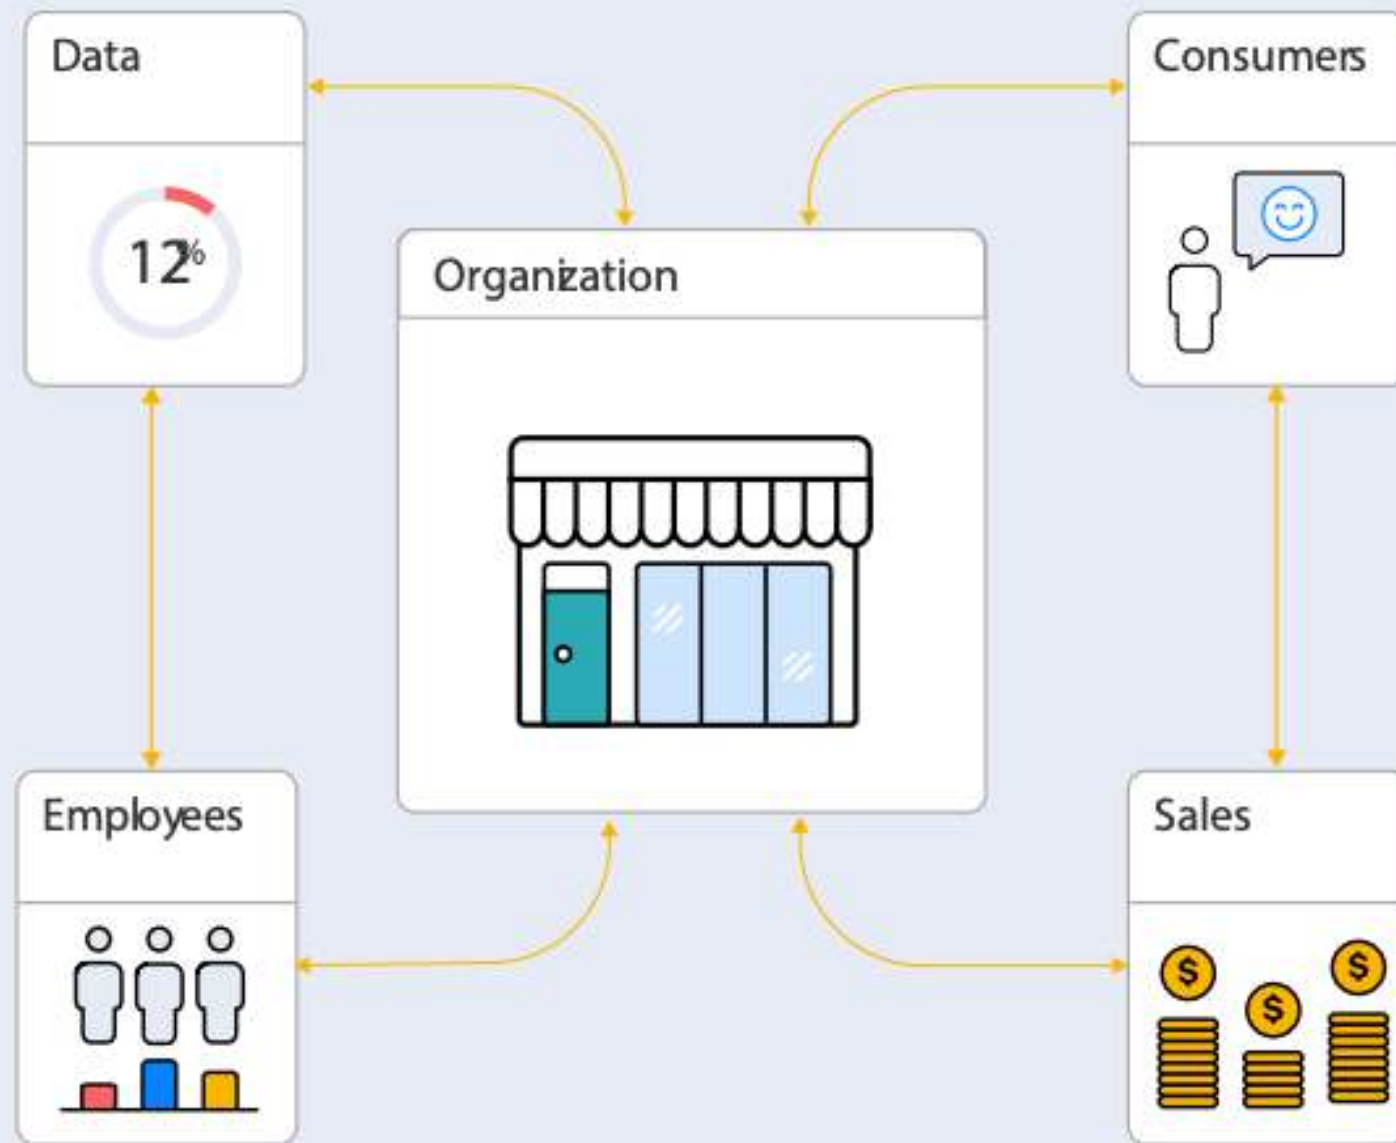 Data
Consumers
12%
Organization
Employees
Sales
$
$
$